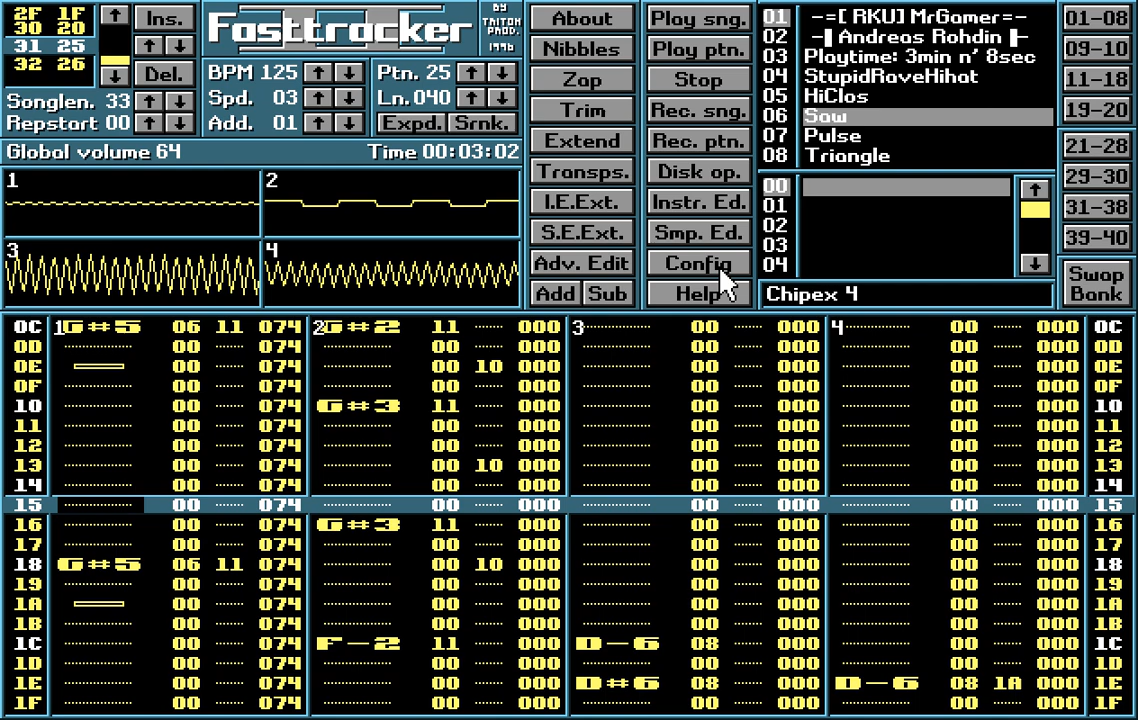 2F 1F
30 20
31 25
32 26
Ins.
Del.
Songlen. 33
Repstart 00
Fasttracker
BY
TRITON
PROD.
1994
BPM 125
Spd. 03
Add. 01
Ptn. 25
Ln. 040
Expd. Srnk.
Global volume 64 Time 00:03:02
1
2
3
4
About
Nibbles
Zap
Trim
Extend
Transps.
I.E.Ext.
S.E.Ext.
Adv. Edit
Add Sub
Play sng.
Play ptn.
Stop
Rec. sng.
Rec. ptn.
Disk op.
Instr. Ed.
Smp. Ed.
Config
Help
01 -=[ RKU] MrGamer=-
02 -| Andreas Rohdin |-
03 Playtime: 3min n' 8sec
04 StupidRaveHihat
05 HiClos
06 Saw
07 Pulse
08 Triangle
00
01
02
03
04
Chipex 4
01-08
09-10
11-18
19-20
21-28
29-30
31-38
39-40
Swap
Bank
0C 1 G#5 06 11 074 2 G#2 11 000 3 00 000 4 00 000 0C
0D 00 074 00 000 00 000 00 000 0D
0E 00 074 00 10 000 00 000 00 000 0E
0F 00 074 00 000 00 000 00 000 0F
10 00 074 G#3 11 000 00 000 00 000 10
11 00 074 00 000 00 000 00 000 11
12 00 074 00 000 00 000 00 000 12
13 00 074 00 10 000 00 000 00 000 13
14 00 074 00 000 00 000 00 000 14
15 00 074 00 000 00 000 00 000 15
16 00 074 G#3 11 000 00 000 00 000 16
17 00 074 00 000 00 000 00 000 17
18 G#5 06 11 074 00 10 000 00 000 00 000 18
19 00 074 00 000 00 000 00 000 19
1A 00 074 00 000 00 000 00 000 1A
1B 00 074 00 000 00 000 00 000 1B
1C 00 074 F-2 11 000 D-6 08 000 00 000 1C
1D 00 074 00 000 00 000 00 000 1D
1E 00 074 00 000 D#6 08 000 D-6 08 1A 000 1E
1F 00 074 00 000 00 000 00 000 1F